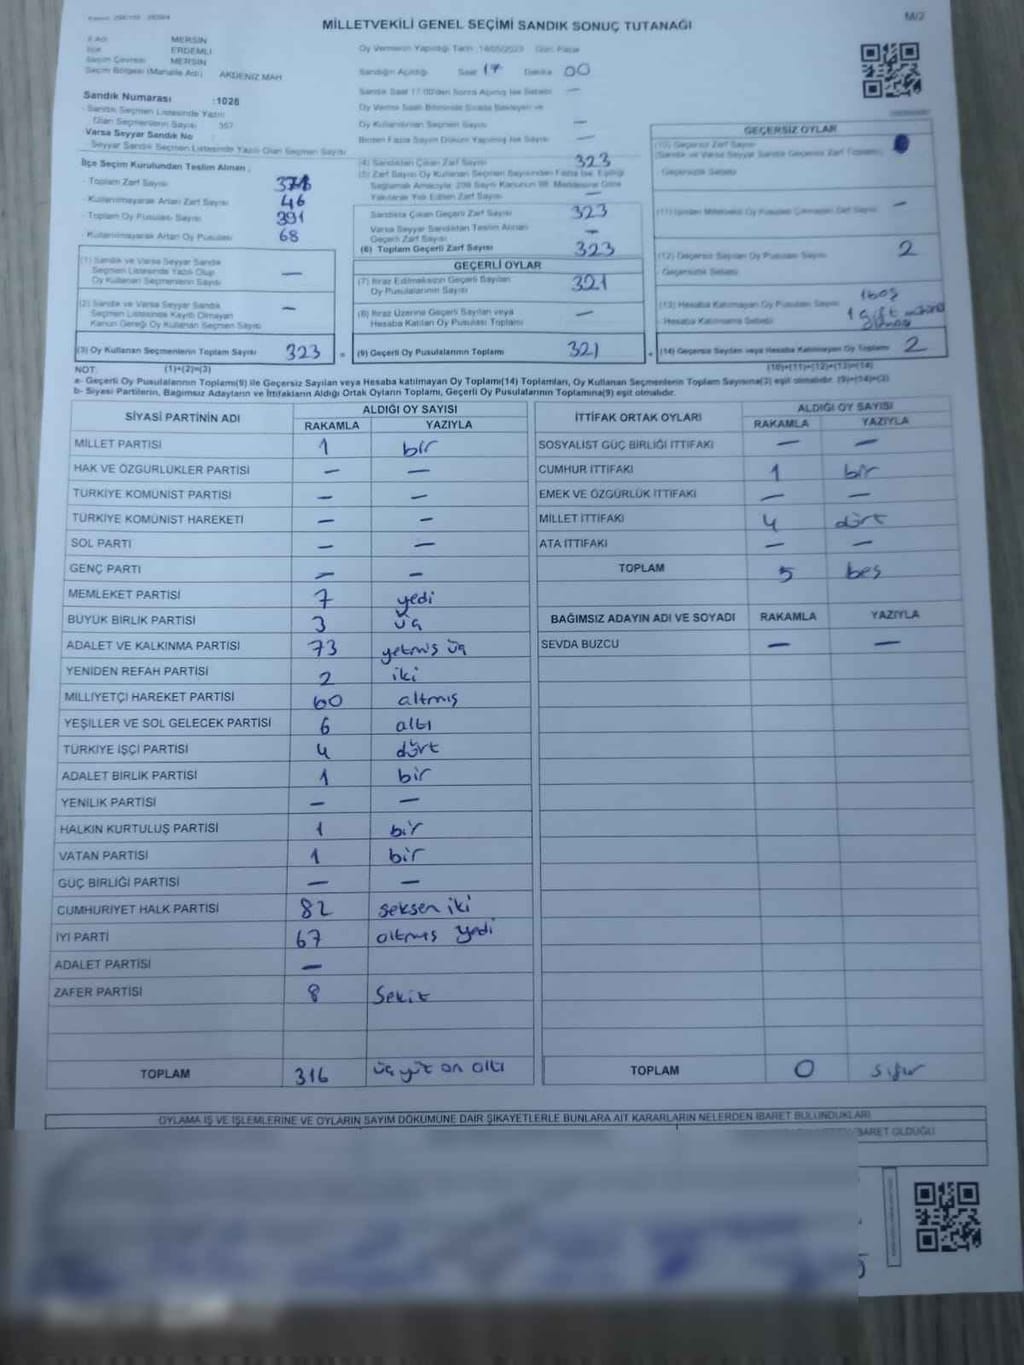 MİLLETVEKİLİ GENEL SEÇİMİ SANDIK SONUÇ TUTANAĞI
M/2
İl Adı MERSİN
İlçe ERDEMLİ
Seçim Çevresi MERSİN
Seçim Bölgesi (Mahalle Adı) AKDENİZ MAH
Sandık Numarası :1028
Sandık Seçmen Listesinde Yazılı
Olan Seçmenlerin Sayısı 357
Varsa Seyyar Sandık No
Seyyar Sandık Seçmen Listesinde Yazılı Olan Seçmen Sayısı
Oy Vermenin Yapıldığı Tarih : 14/05/2023 Gün: Pazar
Sandığın Açıldığı Saat 17 Dakika 00
Sandık Saat 17:00'den Sonra Açılmış İse Sebebi —
Oy Verme Saati Bitiminde Sırada Bekleyen ve
Oy Kullandırılan Seçmen Sayısı —
Birden Fazla Sayım Döküm Yapılmış İse Sayısı —
İlçe Seçim Kurulundan Teslim Alınan ;
- Toplam Zarf Sayısı
- Kullanılmayarak Artan Zarf Sayısı 46
- Toplam Oy Pusulası Sayısı 391
- Kullanılmayarak Artan Oy Pusulası 68
(1) Sandık ve Varsa Seyyar Sandık
Seçmen Listesinde Yazılı Olup
Oy Kullanan Seçmenlerin Sayısı —
(2) Sandık ve Varsa Seyyar Sandık
Seçmen Listesinde Kayıtlı Olmayan
Kanun Gereği Oy Kullanan Seçmen Sayısı —
(3) Oy Kullanan Seçmenlerin Toplam Sayısı 323
(4) Sandıktan Çıkan Zarf Sayısı 323
(5) Zarf Sayısı Oy Kullanan Seçmen Sayısından Fazla İse, Eşitliği
Sağlamak Amacıyla, 298 Sayılı Kanunun 98. Maddesine Göre
Yakılarak Yok Edilen Zarf Sayısı —
Sandıkta Çıkan Geçerli Zarf Sayısı 323
Varsa Seyyar Sandıktan Teslim Alınan
Geçerli Zarf Sayısı —
(6) Toplam Geçerli Zarf Sayısı 323
GEÇERLİ OYLAR
(7) İtiraz Edilmeksizin Geçerli Sayılan
Oy Pusulalarının Sayısı 321
(8) İtiraz Üzerine Geçerli Sayılan veya
Hesaba Katılan Oy Pusulası Toplamı —
= (9) Geçerli Oy Pusulalarının Toplamı 321
GEÇERSİZ OYLAR
(10) Geçersiz Zarf Sayısı
(Sandık ve Varsa Seyyar Sandık Geçersiz Zarf Toplamı)
Geçersizlik Sebebi
(11) İçinden Milletvekili Oy Pusulası Çıkmayan Zarf Sayısı —
(12) Geçersiz Sayılan Oy Pusulası Sayısı 2
Geçersizlik Sebebi
(13) Hesaba Katılmayan Oy Pusulası Sayısı 1 boş
Hesaba Katılmama Sebebi 1 çift
+ (14) Geçersiz Sayılan veya Hesaba Katılmayan Oy Toplamı 2
NOT: (1)+(2)=(3) (10)+(11)+(12)+(13)=(14)
a- Geçerli Oy Pusulalarının Toplamı(9) ile Geçersiz Sayılan veya Hesaba katılmayan Oy Toplamı(14) Toplamları, Oy Kullanan Seçmenlerin Toplam Sayısına(3) eşit olmalıdır. (9)+(14)=(3)
b- Siyasi Partilerin, Bağımsız Adayların ve İttifakların Aldığı Ortak Oyların Toplamı, Geçerli Oy Pusulalarının Toplamına(9) eşit olmalıdır.
SİYASİ PARTİNİN ADI ALDIĞI OY SAYISI
RAKAMLA YAZIYLA
MİLLET PARTİSİ 1 bir
HAK VE ÖZGÜRLÜKLER PARTİSİ — —
TÜRKİYE KOMÜNİST PARTİSİ — —
TÜRKİYE KOMÜNİST HAREKETİ — —
SOL PARTİ — —
GENÇ PARTİ — —
MEMLEKET PARTİSİ 7 yedi
BÜYÜK BİRLİK PARTİSİ 3 üç
ADALET VE KALKINMA PARTİSİ 73 yetmiş üç
YENİDEN REFAH PARTİSİ 2 iki
MİLLİYETÇİ HAREKET PARTİSİ 60 altmış
YEŞİLLER VE SOL GELECEK PARTİSİ 6 altı
TÜRKİYE İŞÇİ PARTİSİ 4 dört
ADALET BİRLİK PARTİSİ 1 bir
YENİLİK PARTİSİ — —
HALKIN KURTULUŞ PARTİSİ 1 bir
VATAN PARTİSİ 1 bir
GÜÇ BİRLİĞİ PARTİSİ — —
CUMHURİYET HALK PARTİSİ 82 seksen iki
İYİ PARTİ 67 altmış yedi
ADALET PARTİSİ —
ZAFER PARTİSİ 8 Sekiz
TOPLAM 316 üç yüz on altı
İTTİFAK ORTAK OYLARI ALDIĞI OY SAYISI
RAKAMLA YAZIYLA
SOSYALİST GÜÇ BİRLİĞİ İTTİFAKI — —
CUMHUR İTTİFAKI 1 bir
EMEK VE ÖZGÜRLÜK İTTİFAKI — —
MİLLET İTTİFAKI 4 dört
ATA İTTİFAKI — —
TOPLAM 5 beş
BAĞIMSIZ ADAYIN ADI VE SOYADI RAKAMLA YAZIYLA
SEVDA BUZCU — —
TOPLAM 0 sıfır
OYLAMA İŞ VE İŞLEMLERİNE VE OYLARIN SAYIM DÖKÜMÜNE DAİR ŞİKAYETLERLE BUNLARA AİT KARARLARIN NELERDEN İBARET BULUNDUKLARI
BARET OLDUĞU